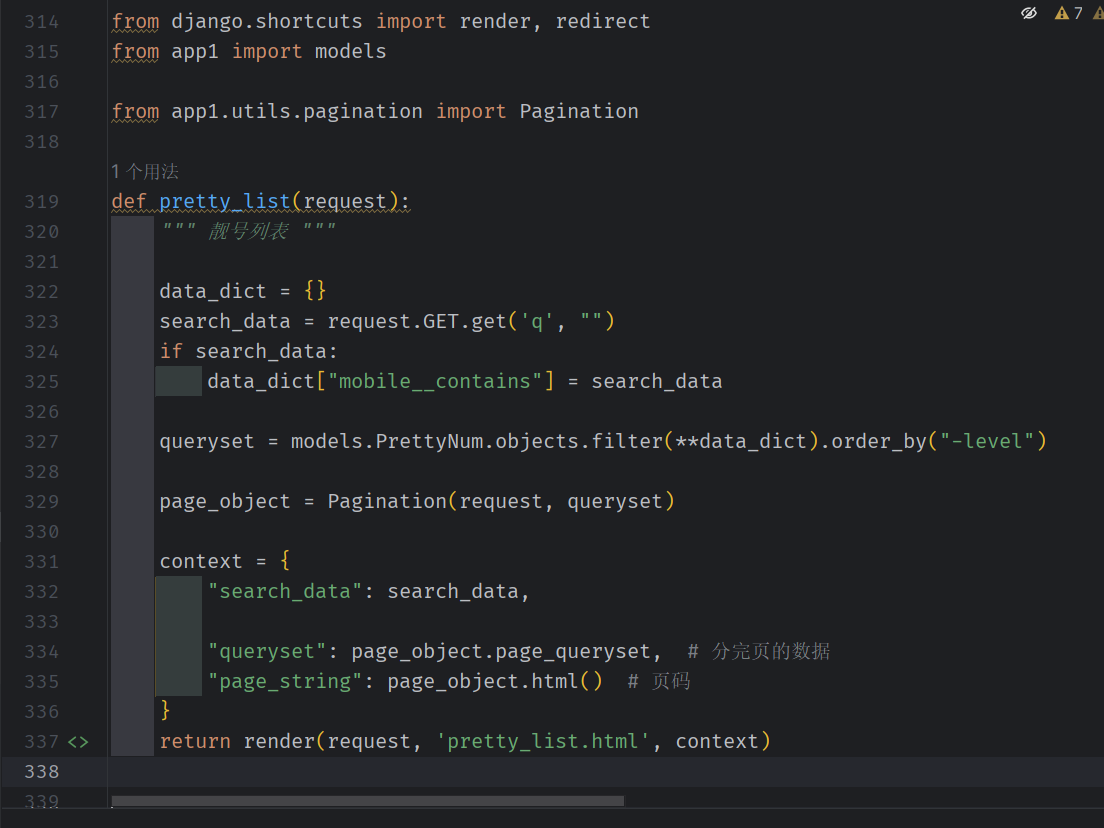 314 from django.shortcuts import render, redirect
315 from app1 import models
316
317 from app1.utils.pagination import Pagination
318
1 个用法
319 def pretty_list(request):
320     """ 靓号列表 """
321
322     data_dict = {}
323     search_data = request.GET.get('q', "")
324     if search_data:
325         data_dict["mobile__contains"] = search_data
326
327     queryset = models.PrettyNum.objects.filter(**data_dict).order_by("-level")
328
329     page_object = Pagination(request, queryset)
330
331     context = {
332         "search_data": search_data,
333
334         "queryset": page_object.page_queryset,  # 分完页的数据
335         "page_string": page_object.html()  # 页码
336     }
337 <> return render(request, 'pretty_list.html', context)
338
339
7